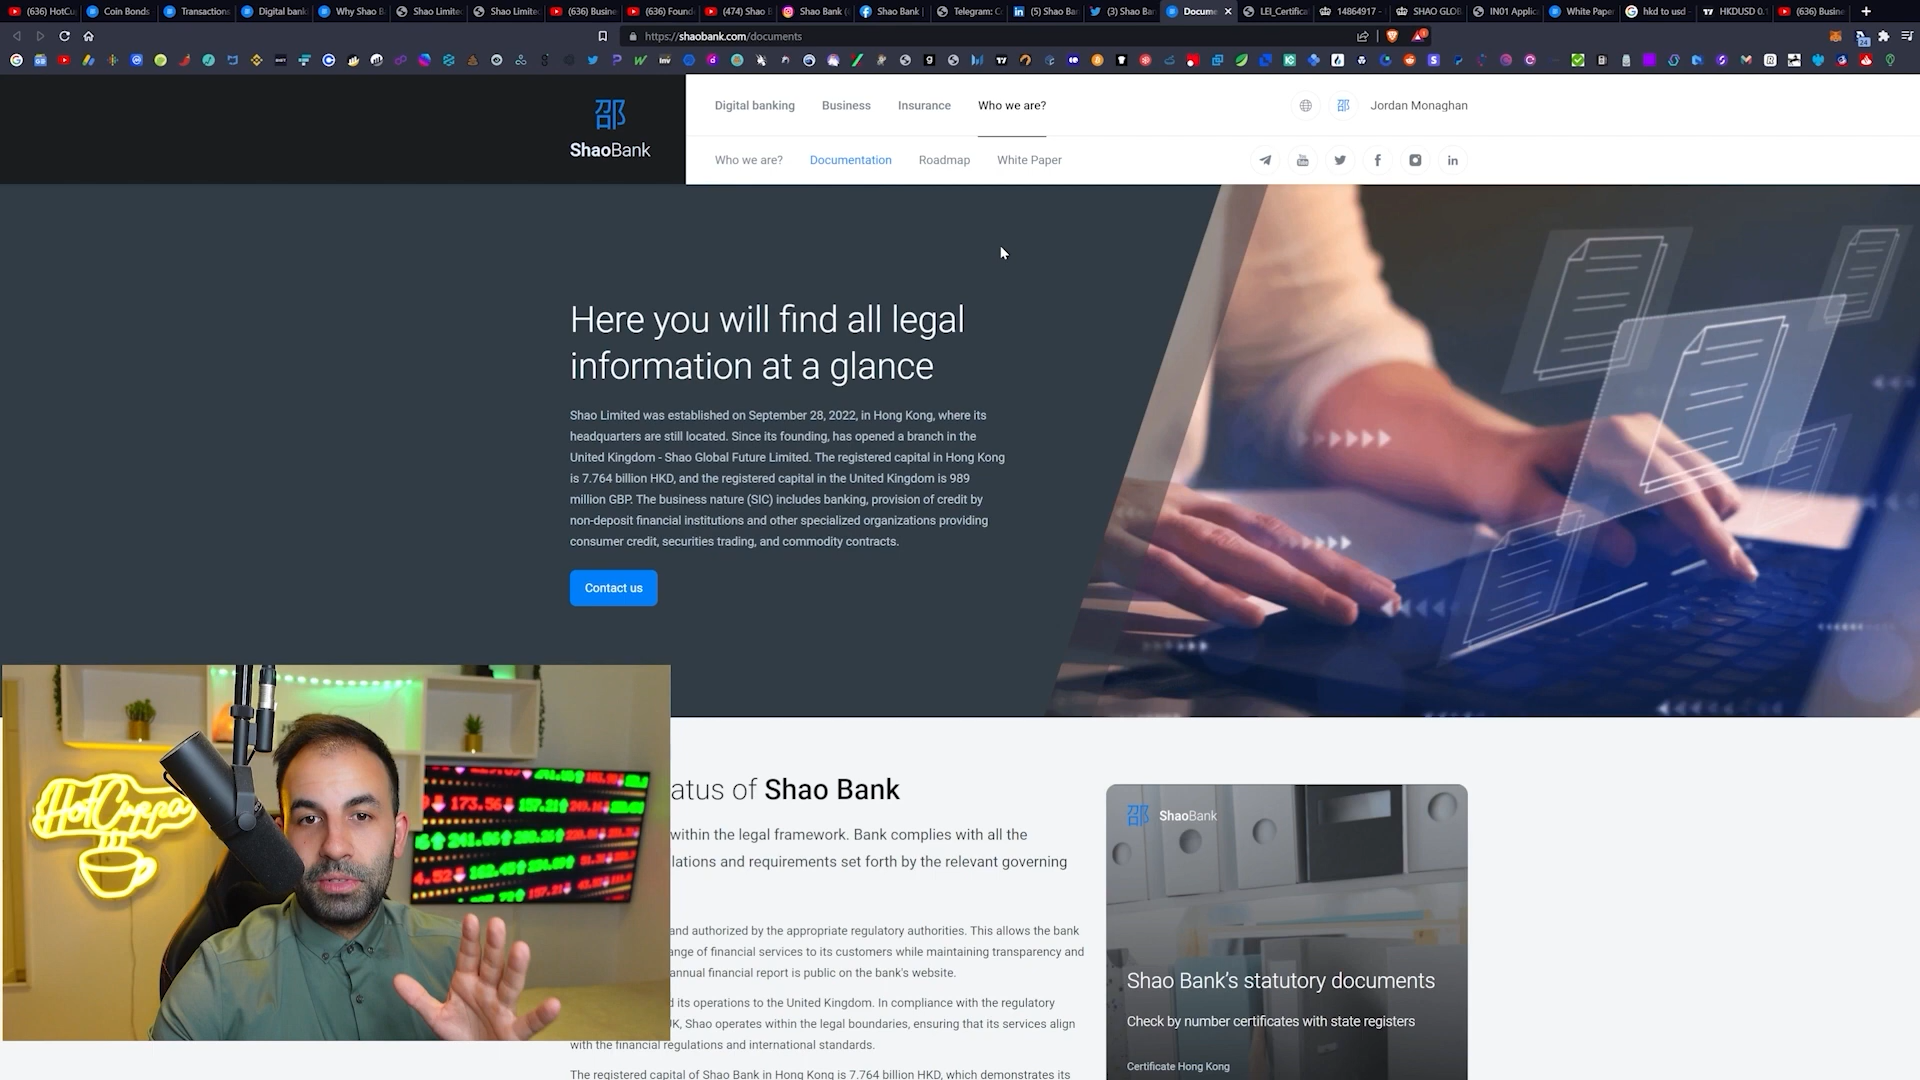 (636) HotCu
Coin Bonds
Transactions
Digital bank
Why Shao B
Shao Limite
Shao Limite
(636) Busine
(636) Found
(474) Shao B
Shao Bank (
Shao Bank |
Telegram: C
(5) Shao Ba
(3) Shao Ba
Docume
LEI_Certifica
14864917 -
SHAO GLO
IN01 Applic
White Pape
hkd to usd
HKDUSD 0.1
(636) Busine
https://shaobank.com/documents
邵
ShaoBank
Digital banking
Business
Insurance
Who we are?
Jordan Monaghan
Who we are?
Documentation
Roadmap
White Paper
Here you will find all legal
information at a glance
Shao Limited was established on September 28, 2022, in Hong Kong, where its
headquarters are still located. Since its founding, has opened a branch in the
United Kingdom - Shao Global Future Limited. The registered capital in Hong Kong
is 7.764 billion HKD, and the registered capital in the United Kingdom is 989
million GBP. The business nature (SIC) includes banking, provision of credit by
non-deposit financial institutions and other specialized organizations providing
consumer credit, securities trading, and commodity contracts.
Contact us
HotCuppa
173.56
157.21
241.66
atus of Shao Bank
within the legal framework. Bank complies with all the
lations and requirements set forth by the relevant governing
and authorized by the appropriate regulatory authorities. This allows the bank
ange of financial services to its customers while maintaining transparency and
annual financial report is public on the bank's website.
d its operations to the United Kingdom. In compliance with the regulatory
K, Shao operates within the legal boundaries, ensuring that its services align
with the financial regulations and international standards.
The registered capital of Shao Bank in Hong Kong is 7.764 billion HKD, which demonstrates its
邵 ShaoBank
Shao Bank's statutory documents
Check by number certificates with state registers
Certificate Hong Kong